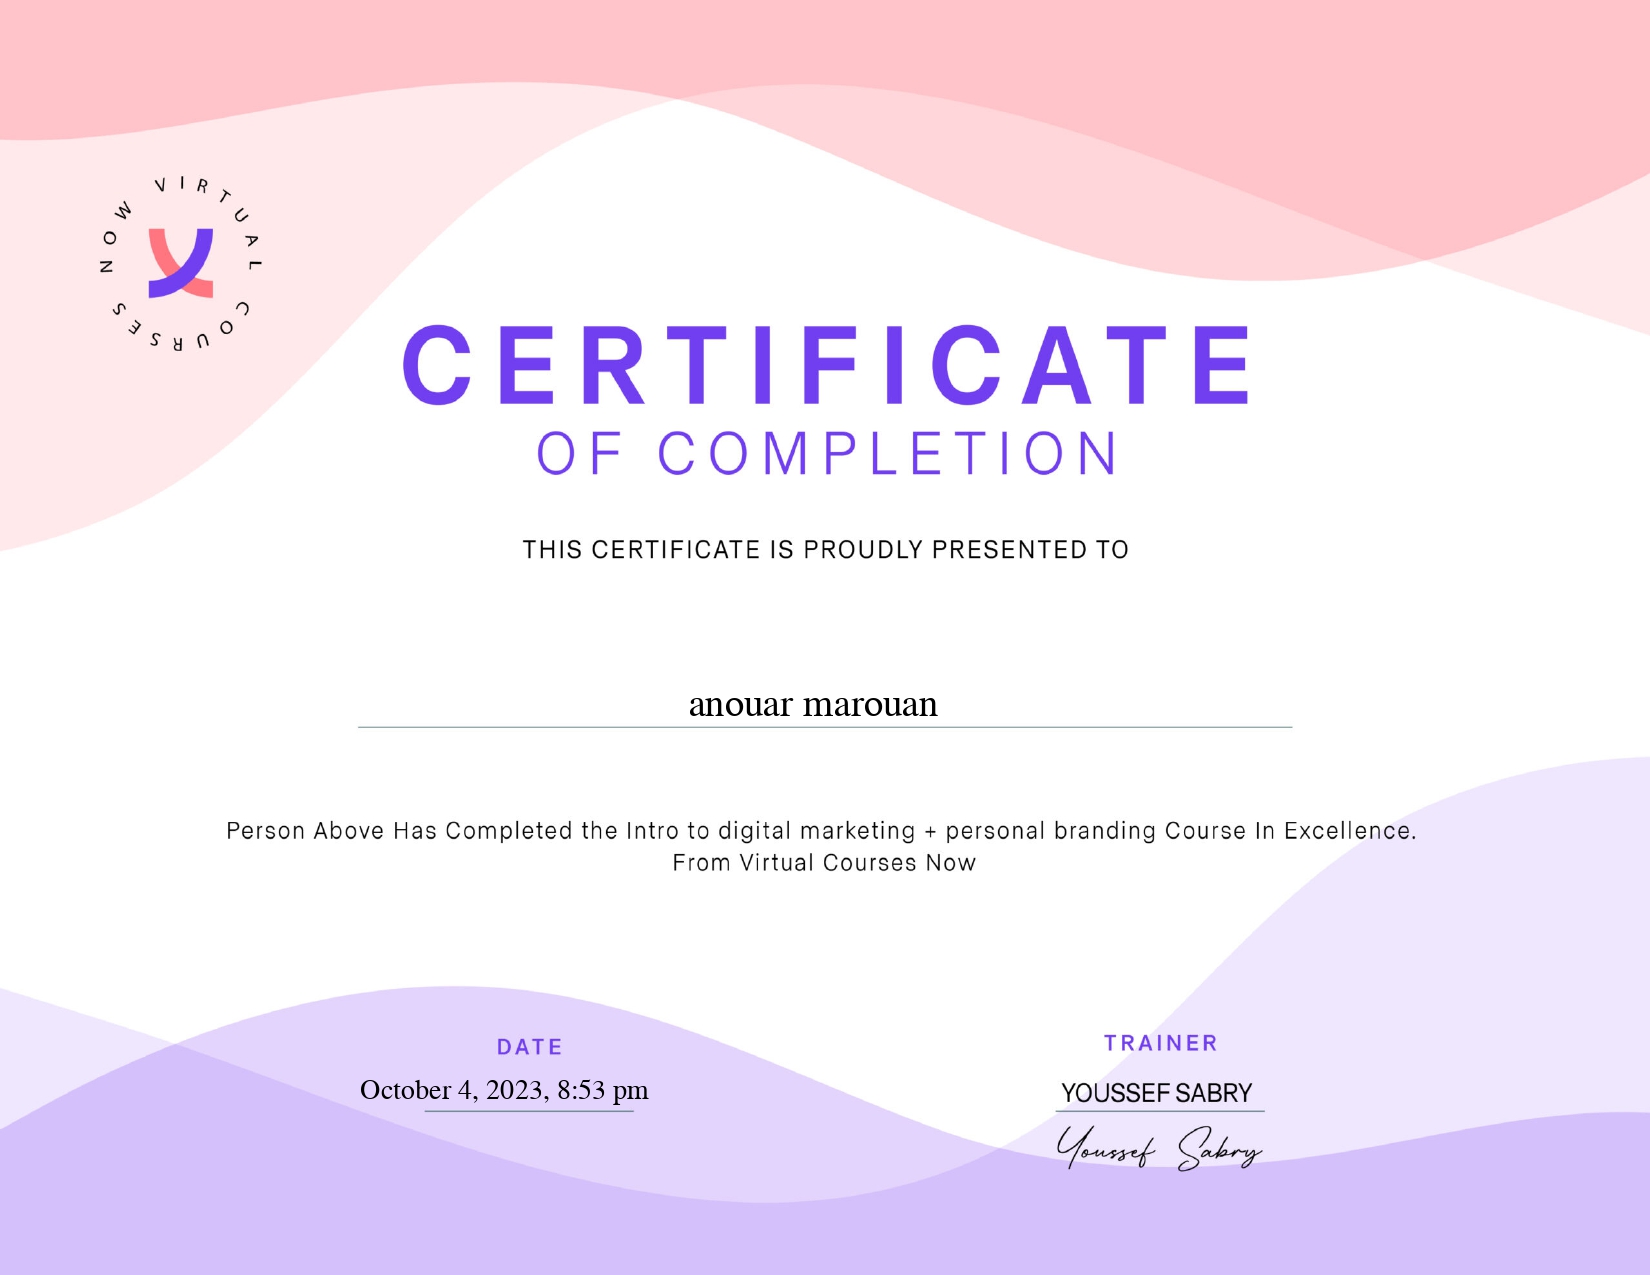 VIRTUAL COURSES NOW
CERTIFICATE
OF COMPLETION
THIS CERTIFICATE IS PROUDLY PRESENTED TO
anouar marouan
Person Above Has Completed the Intro to digital marketing + personal branding Course In Excellence.
From Virtual Courses Now
DATE
October 4, 2023, 8:53 pm
TRAINER
YOUSSEF SABRY
Youssef Sabry